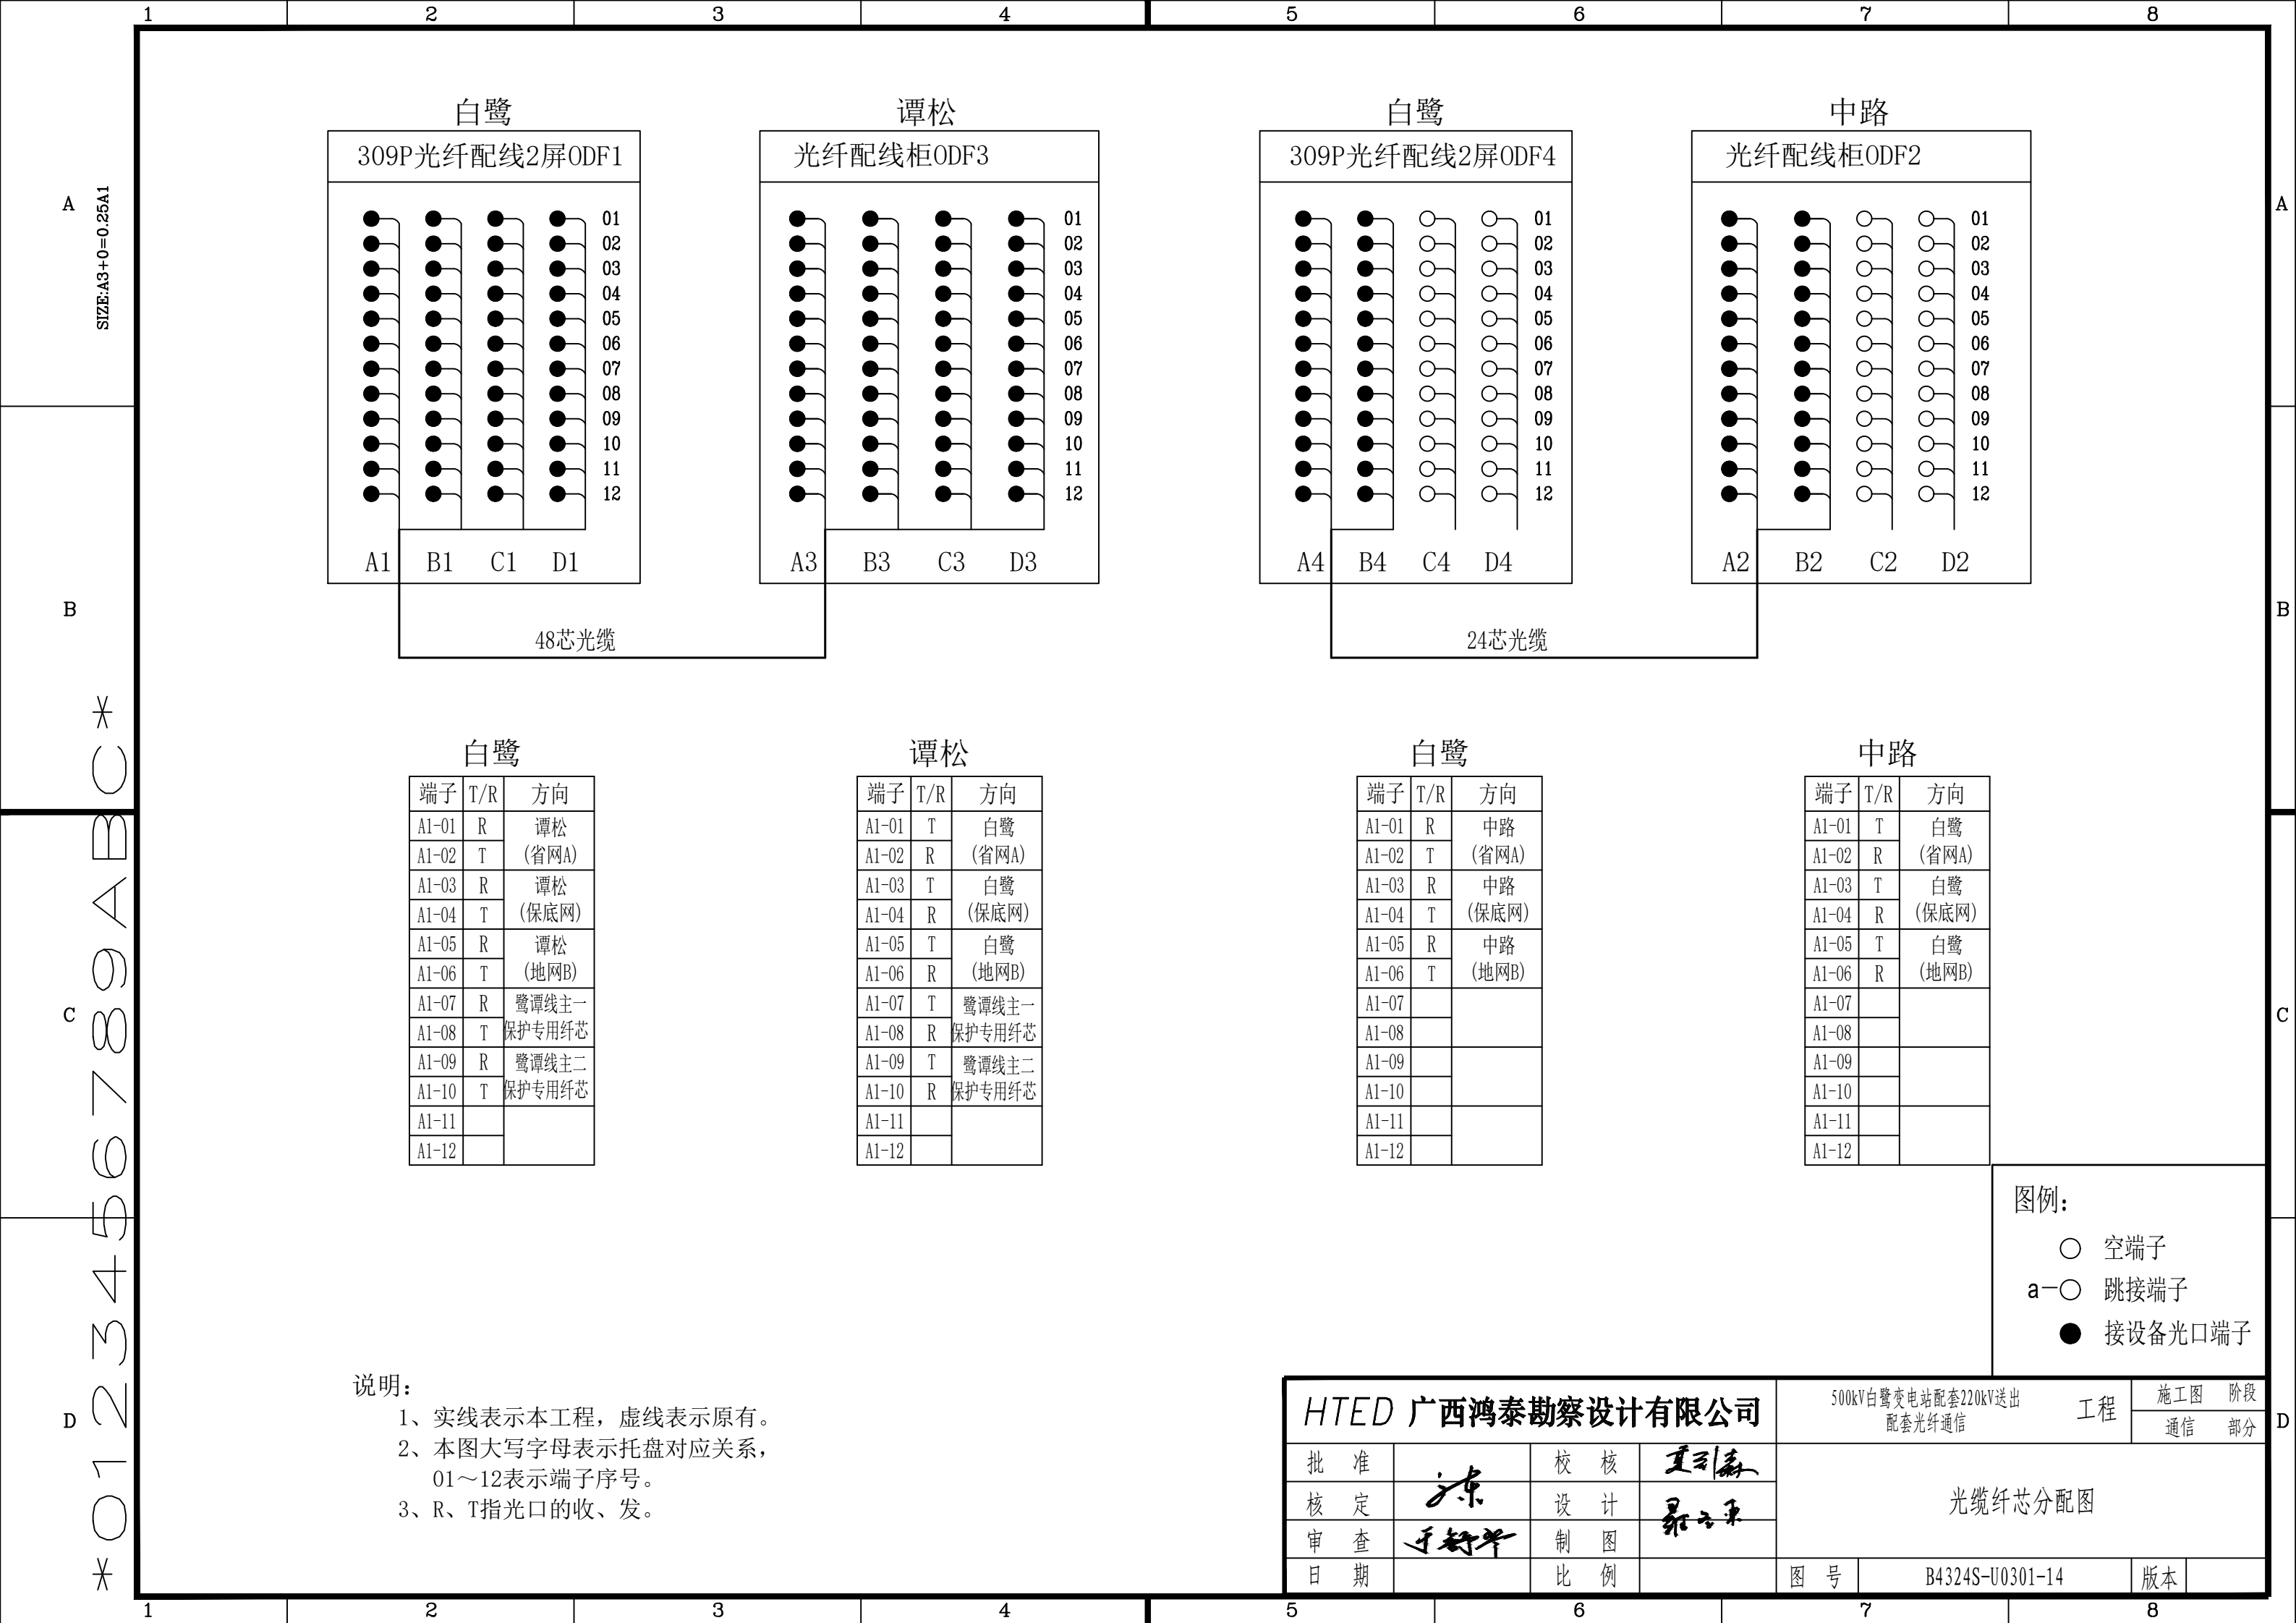 1 2 3 4 5 6 7 8
A
B
C
D
A
B
C
D
SIZE:A3+0=0.25A1
*0123456789ABC*
白鹭
309P光纤配线2屏ODF1
01
02
03
04
05
06
07
08
09
10
11
12
A1 B1 C1 D1
谭松
光纤配线柜ODF3
01
02
03
04
05
06
07
08
09
10
11
12
A3 B3 C3 D3
48芯光缆
白鹭
309P光纤配线2屏ODF4
01
02
03
04
05
06
07
08
09
10
11
12
A4 B4 C4 D4
中路
光纤配线柜ODF2
01
02
03
04
05
06
07
08
09
10
11
12
A2 B2 C2 D2
24芯光缆
白鹭
端子 T/R 方向
A1-01 R 谭松
A1-02 T (省网A)
A1-03 R 谭松
A1-04 T (保底网)
A1-05 R 谭松
A1-06 T (地网B)
A1-07 R 鹭谭线主一
A1-08 T 保护专用纤芯
A1-09 R 鹭谭线主二
A1-10 T 保护专用纤芯
A1-11
A1-12
谭松
端子 T/R 方向
A1-01 T 白鹭
A1-02 R (省网A)
A1-03 T 白鹭
A1-04 R (保底网)
A1-05 T 白鹭
A1-06 R (地网B)
A1-07 T 鹭谭线主一
A1-08 R 保护专用纤芯
A1-09 T 鹭谭线主二
A1-10 R 保护专用纤芯
A1-11
A1-12
白鹭
端子 T/R 方向
A1-01 R 中路
A1-02 T (省网A)
A1-03 R 中路
A1-04 T (保底网)
A1-05 R 中路
A1-06 T (地网B)
A1-07
A1-08
A1-09
A1-10
A1-11
A1-12
中路
端子 T/R 方向
A1-01 T 白鹭
A1-02 R (省网A)
A1-03 T 白鹭
A1-04 R (保底网)
A1-05 T 白鹭
A1-06 R (地网B)
A1-07
A1-08
A1-09
A1-10
A1-11
A1-12
图例:
空端子
a 跳接端子
接设备光口端子
说明:
1、实线表示本工程，虚线表示原有。
2、本图大写字母表示托盘对应关系，
01～12表示端子序号。
3、R、T指光口的收、发。
HTED 广西鸿泰勘察设计有限公司
500kV白鹭变电站配套220kV送出
配套光纤通信
工程
施工图 阶段
通信 部分
批 准 校 核
核 定 设 计
审 查 制 图
日 期 比 例
光缆纤芯分配图
图 号 B4324S-U0301-14 版本
1 2 3 4 5 6 7 8